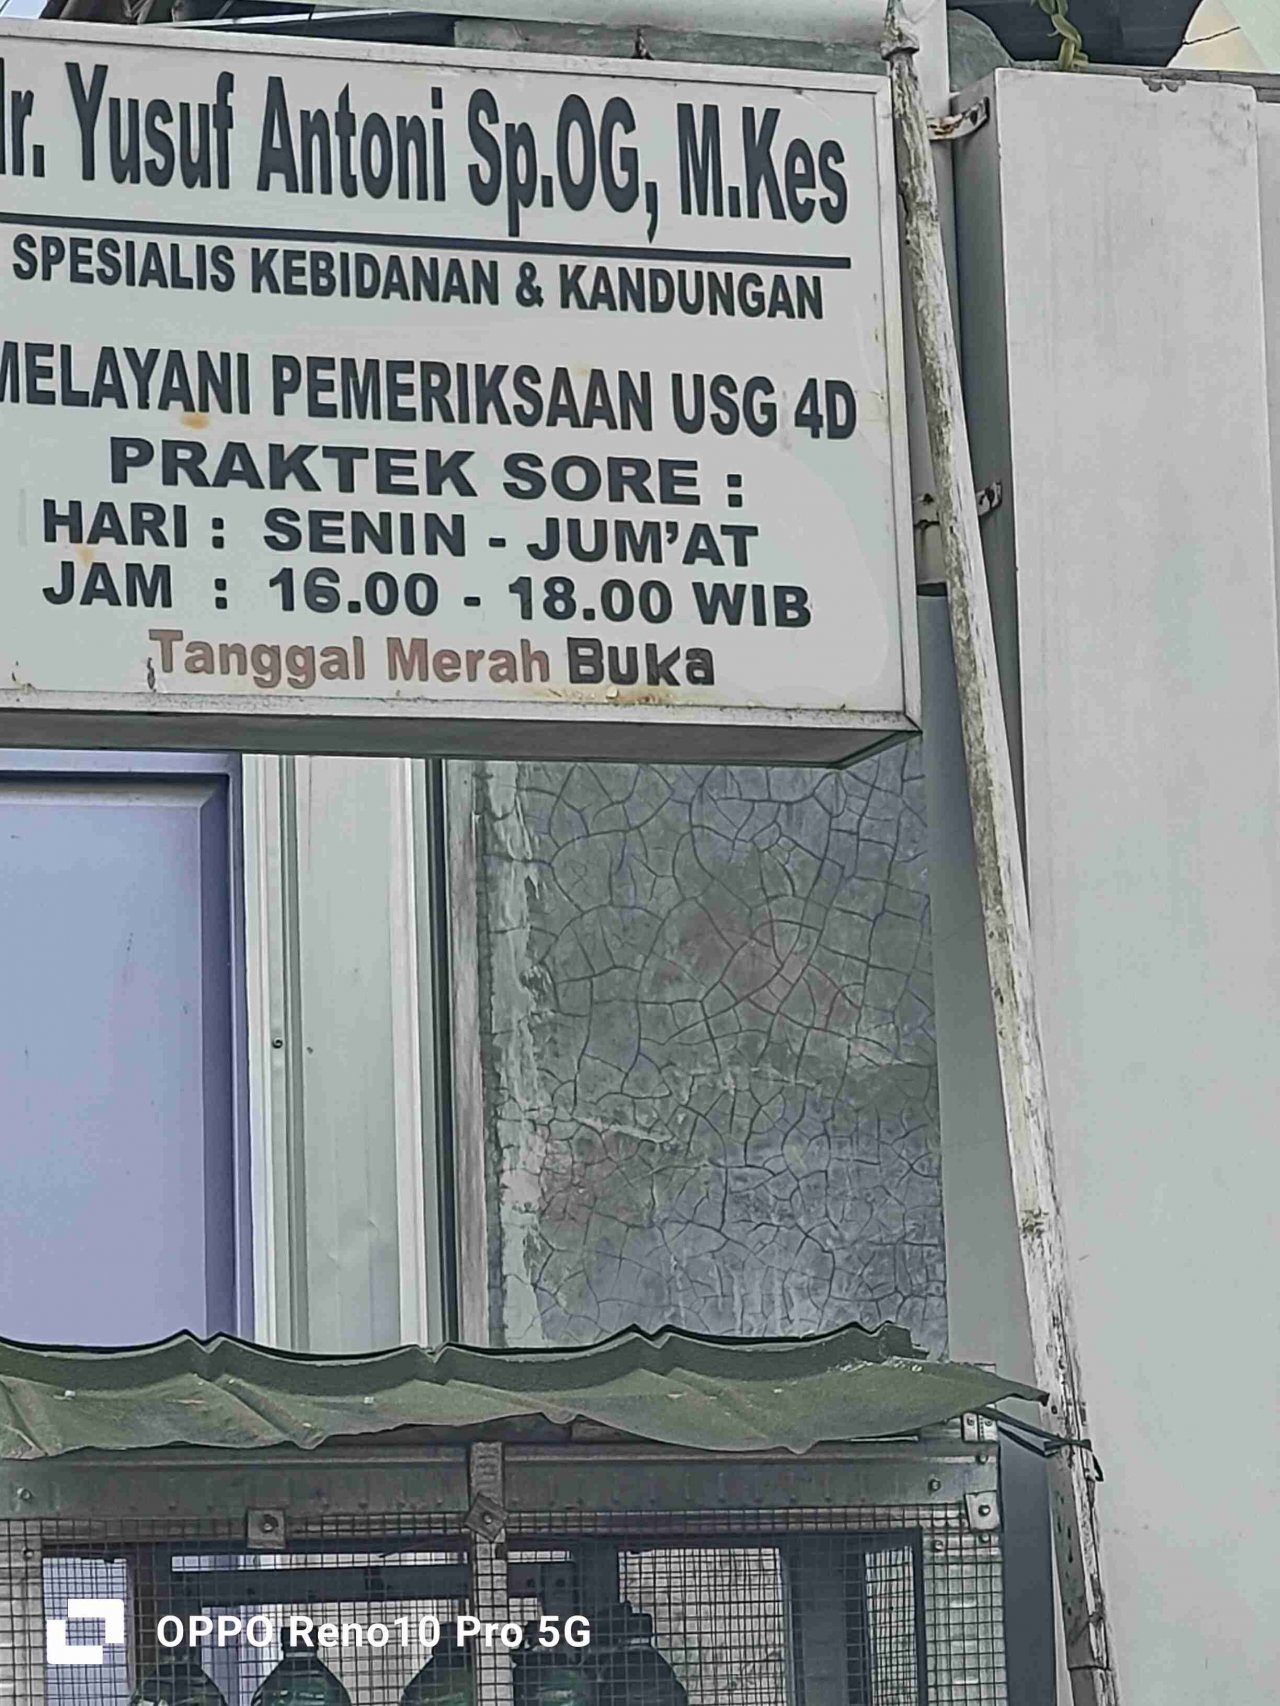 dr. Yusuf Antoni Sp.OG, M.Kes
SPESIALIS KEBIDANAN & KANDUNGAN
MELAYANI PEMERIKSAAN USG 4D
PRAKTEK SORE :
HARI : SENIN - JUM'AT
JAM : 16.00 - 18.00 WIB
Tanggal Merah Buka
OPPO Reno10 Pro 5G